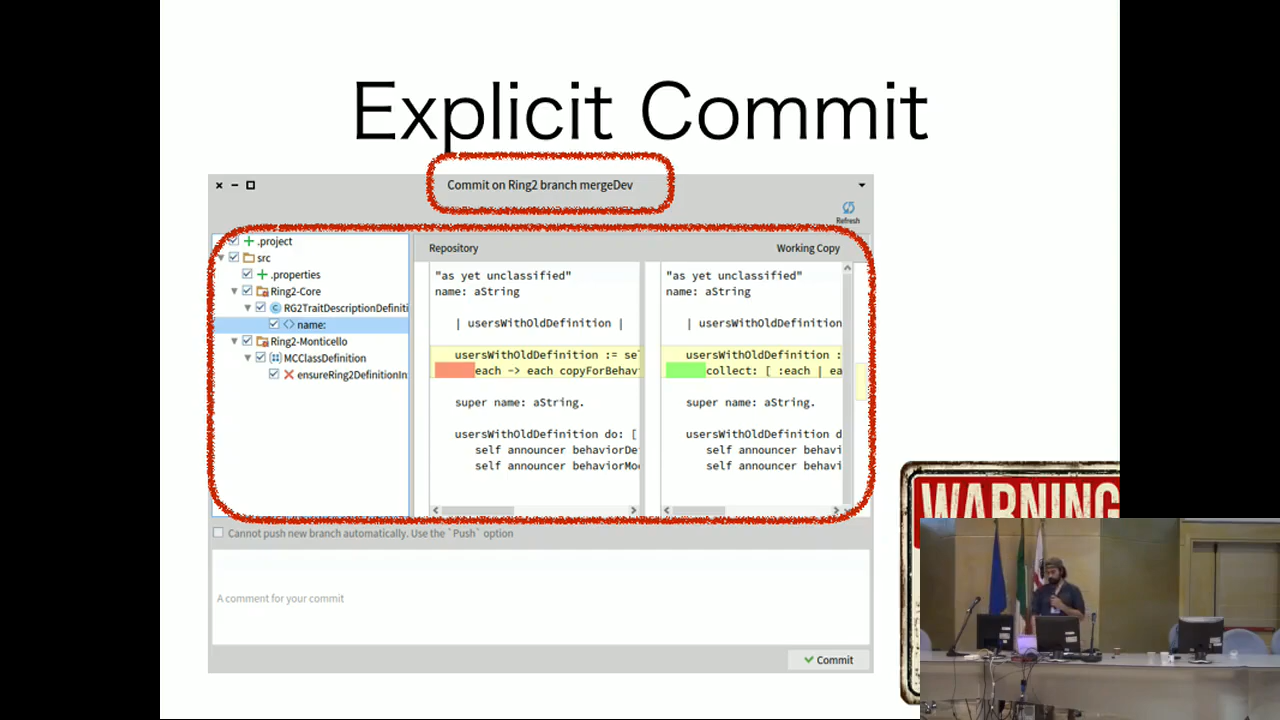 Explicit Commit
Commit on Ring2 branch mergeDev
Refresh
.project
src
.properties
Ring2-Core
RG2TraitDescriptionDefiniti
name:
Ring2-Monticello
MCClassDefinition
ensureRing2DefinitionIn
Repository
Working Copy
"as yet unclassified"
name: aString
| usersWithOldDefinition |
usersWithOldDefinition := sel
each -> each copyForBehavi
super name: aString.
usersWithOldDefinition do: [
self announcer behaviorDe
self announcer behaviorMo
"as yet unclassified"
name: aString
| usersWithOldDefinition
usersWithOldDefinition :
collect: [ :each | ea
super name: aString.
usersWithOldDefinition d
self announcer behavi
self announcer behavi
Cannot push new branch automatically. Use the `Push` option
A comment for your commit
Commit
WARNING